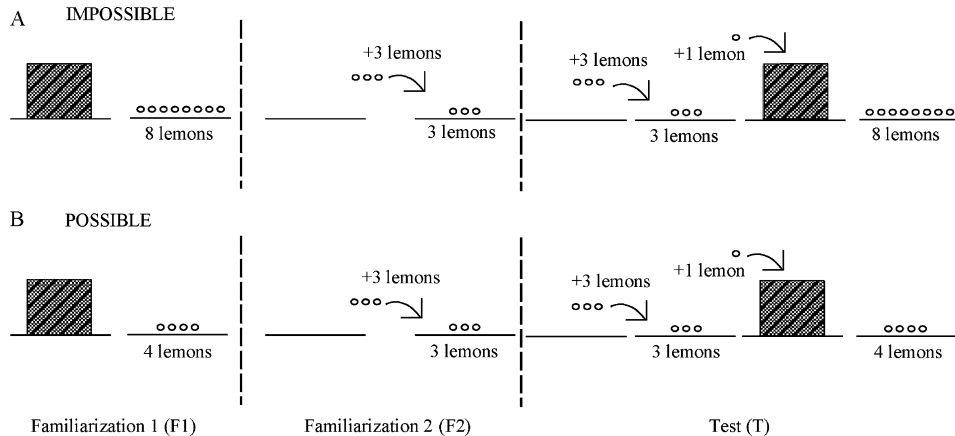 A
IMPOSSIBLE
8 lemons
+3 lemons
3 lemons
+3 lemons
3 lemons
+1 lemon
8 lemons
B
POSSIBLE
4 lemons
+3 lemons
3 lemons
+3 lemons
3 lemons
+1 lemon
4 lemons
Familiarization 1 (F1)
Familiarization 2 (F2)
Test (T)